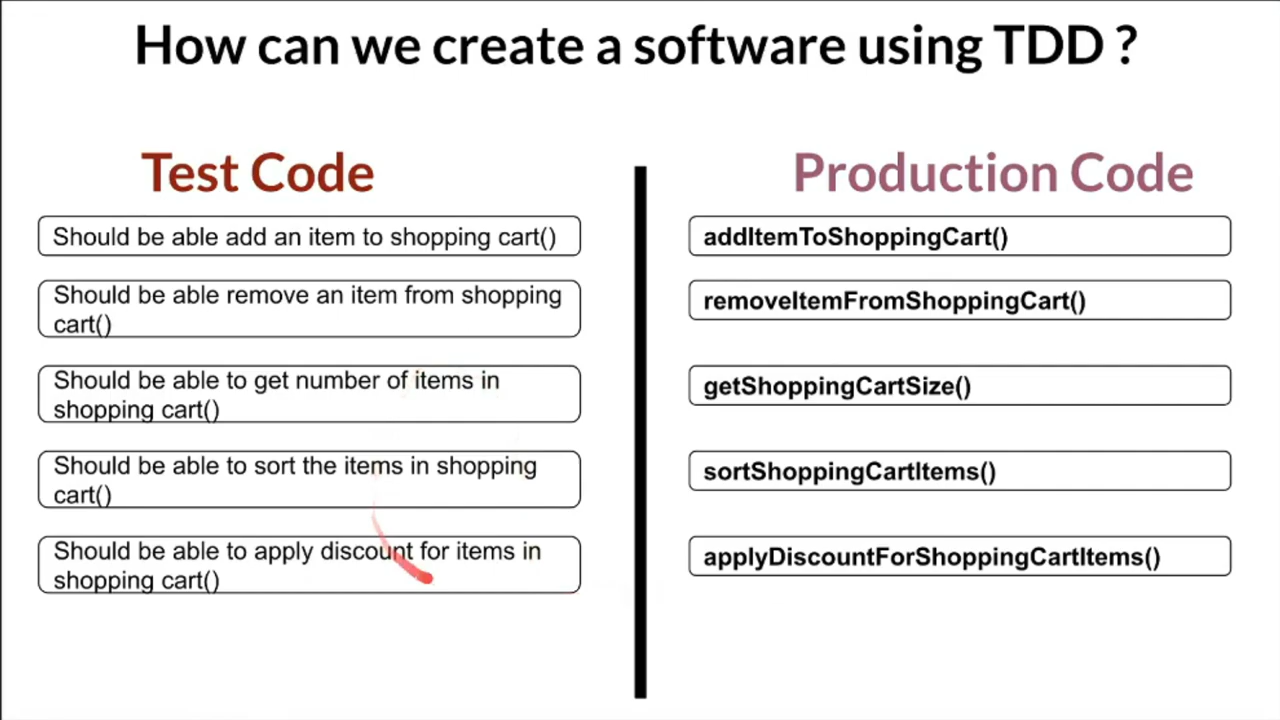 How can we create a software using TDD ?
Test Code
Should be able add an item to shopping cart()
Should be able remove an item from shopping
cart()
Should be able to get number of items in
shopping cart()
Should be able to sort the items in shopping
cart()
Should be able to apply discount for items in
shopping cart()
Production Code
addItemToShoppingCart()
removeItemFromShoppingCart()
getShoppingCartSize()
sortShoppingCartItems()
applyDiscountForShoppingCartItems()